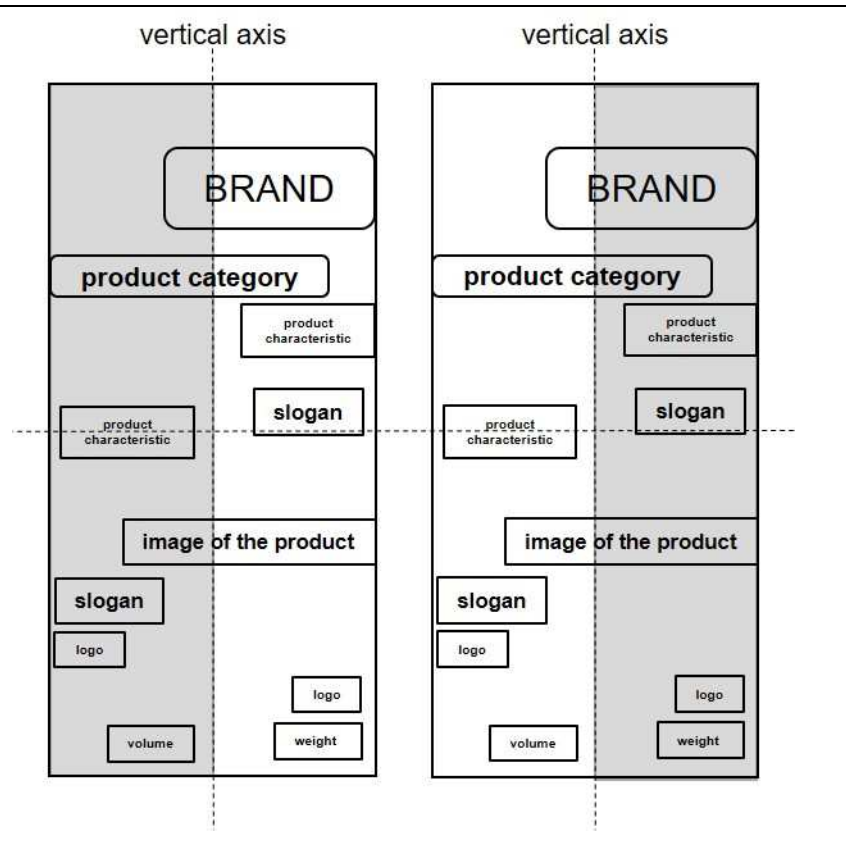 vertical axis
BRAND
product category
product
characteristic
slogan
product
characteristic
image of the product
slogan
logo
logo
volume
weight
vertical axis
BRAND
product category
product
characteristic
slogan
product
characteristic
image of the product
slogan
logo
logo
volume
weight